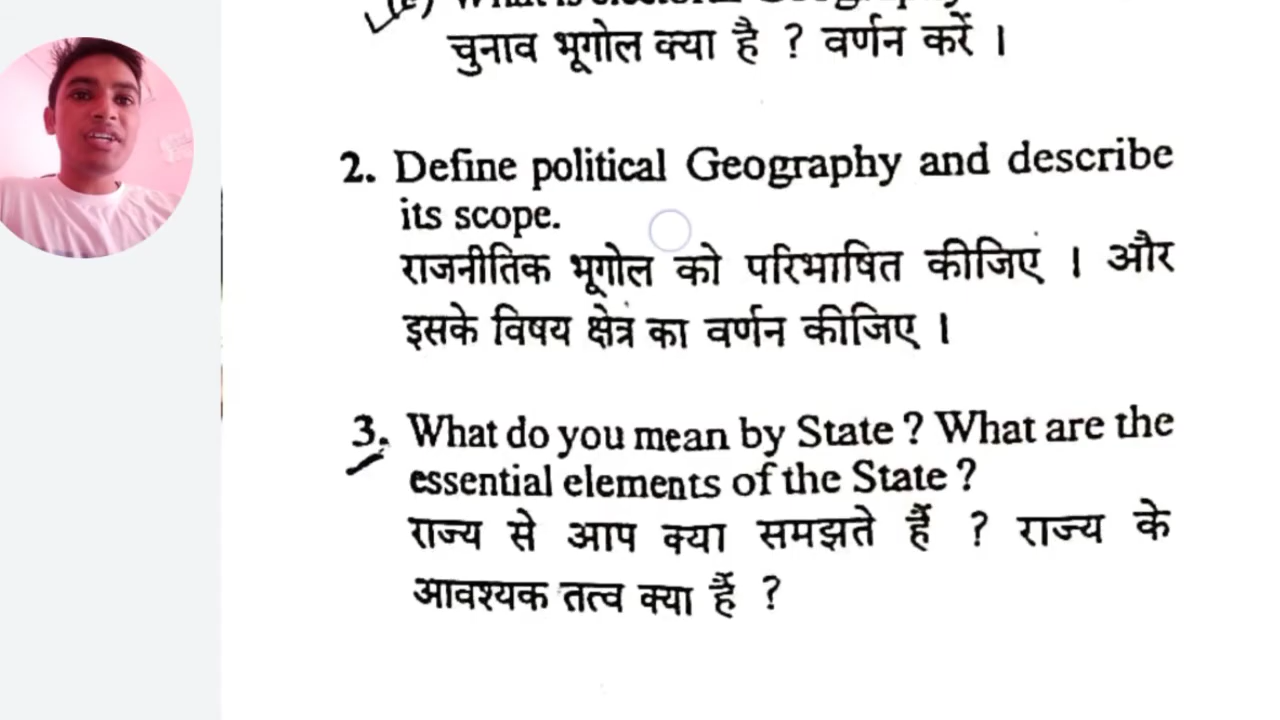 चुनाव भूगोल क्या है ? वर्णन करें ।
2. Define political Geography and describe
its scope.
राजनीतिक भूगोल को परिभाषित कीजिए । और
इसके विषय क्षेत्र का वर्णन कीजिए ।
3. What do you mean by State ? What are the
essential elements of the State ?
राज्य से आप क्या समझते हैं ? राज्य के
आवश्यक तत्व क्या हैं ?